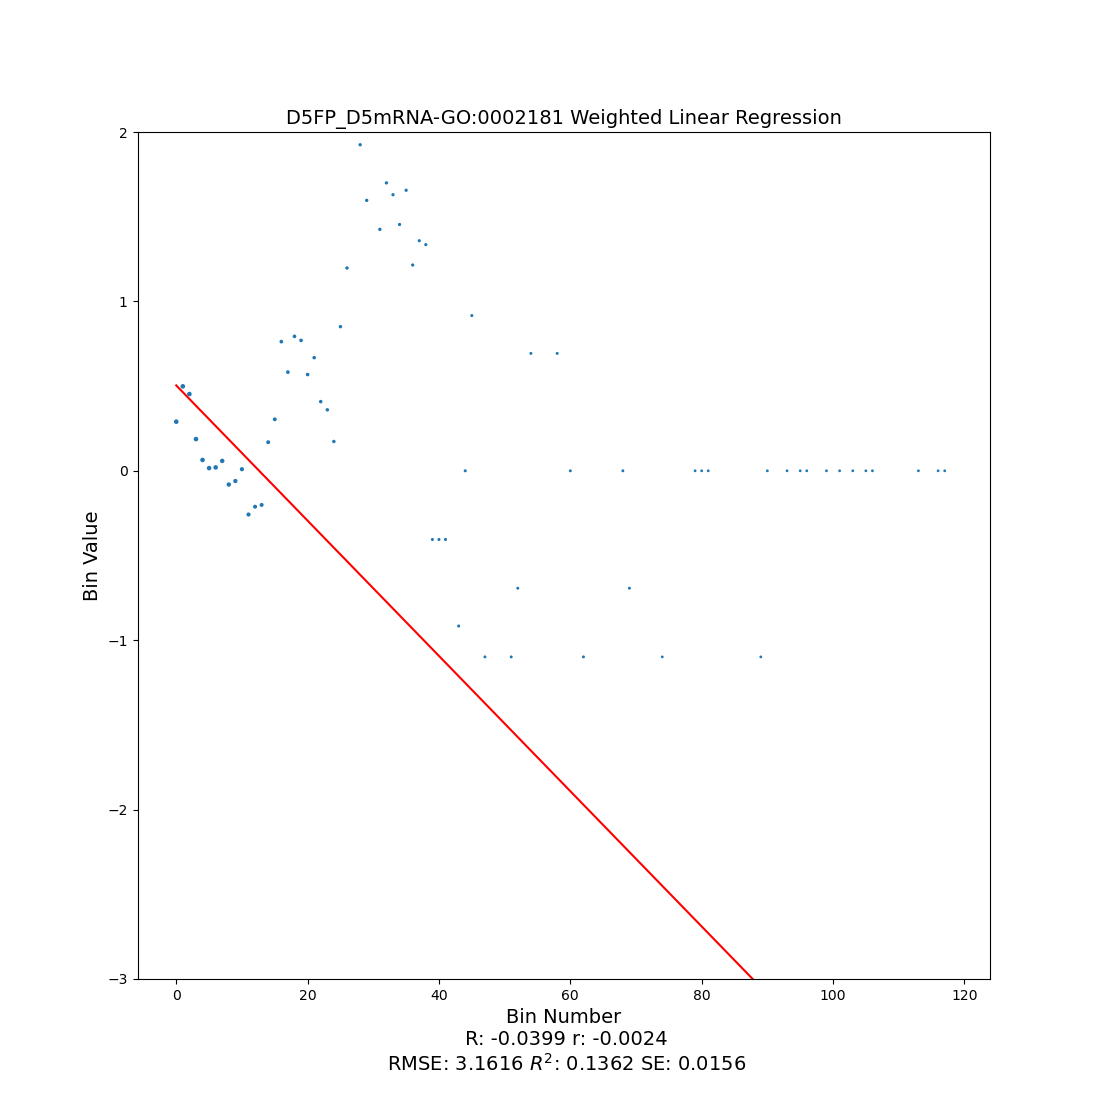 D5FP_D5mRNA-GO:0002181 Weighted Linear Regression
2
1
0
−1
−2
−3
Bin Value
0 20 40 60 80 100 120
Bin Number
R: -0.0399 r: -0.0024
RMSE: 3.1616 R²: 0.1362 SE: 0.0156